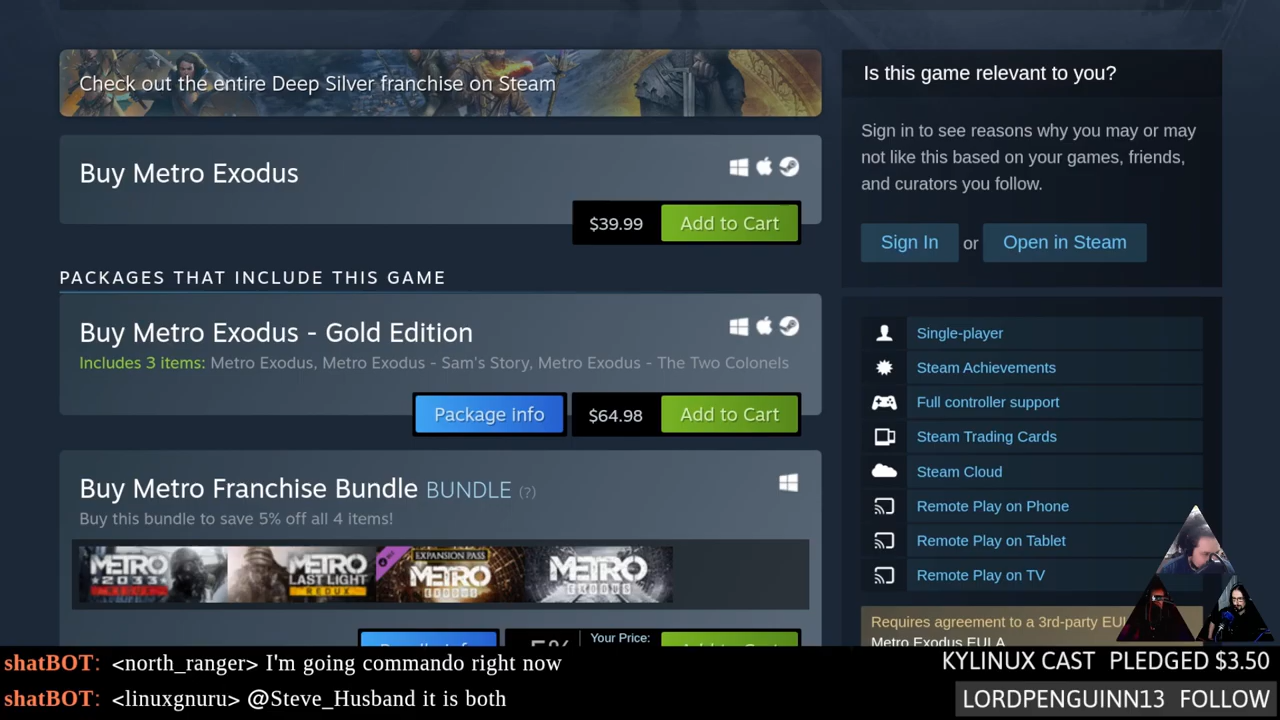 Check out the entire Deep Silver franchise on Steam
Buy Metro Exodus
$39.99
Add to Cart
PACKAGES THAT INCLUDE THIS GAME
Buy Metro Exodus - Gold Edition
Includes 3 items: Metro Exodus, Metro Exodus - Sam's Story, Metro Exodus - The Two Colonels
Package info
$64.98
Add to Cart
Buy Metro Franchise Bundle BUNDLE (?)
Buy this bundle to save 5% off all 4 items!
METRO 2033 REDUX
METRO LAST LIGHT REDUX
EXPANSION PASS METRO EXODUS
METRO EXODUS
Your Price:
Is this game relevant to you?
Sign in to see reasons why you may or may
not like this based on your games, friends,
and curators you follow.
Sign In or Open in Steam
Single-player
Steam Achievements
Full controller support
Steam Trading Cards
Steam Cloud
Remote Play on Phone
Remote Play on Tablet
Remote Play on TV
Requires agreement to a 3rd-party
Metro Exodus EULA
shatBOT: <north_ranger> I'm going commando right now
shatBOT: <linuxgnuru> @Steve_Husband it is both
KYLINUX CAST PLEDGED $3.50
LORDPENGUINN13 FOLLOW